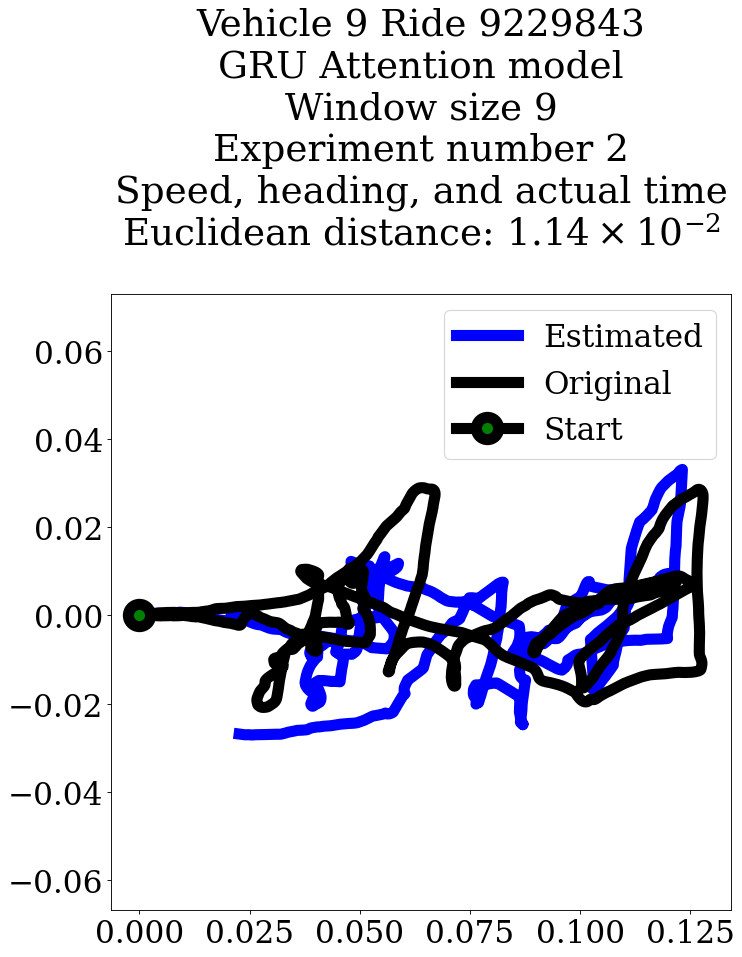 Vehicle 9 Ride 9229843
GRU Attention model
Window size 9
Experiment number 2
Speed, heading, and actual time
Euclidean distance: 1.14 × 10⁻²
Estimated
Original
Start
0.06
0.04
0.02
0.00
−0.02
−0.04
−0.06
0.000 0.025 0.050 0.075 0.100 0.125